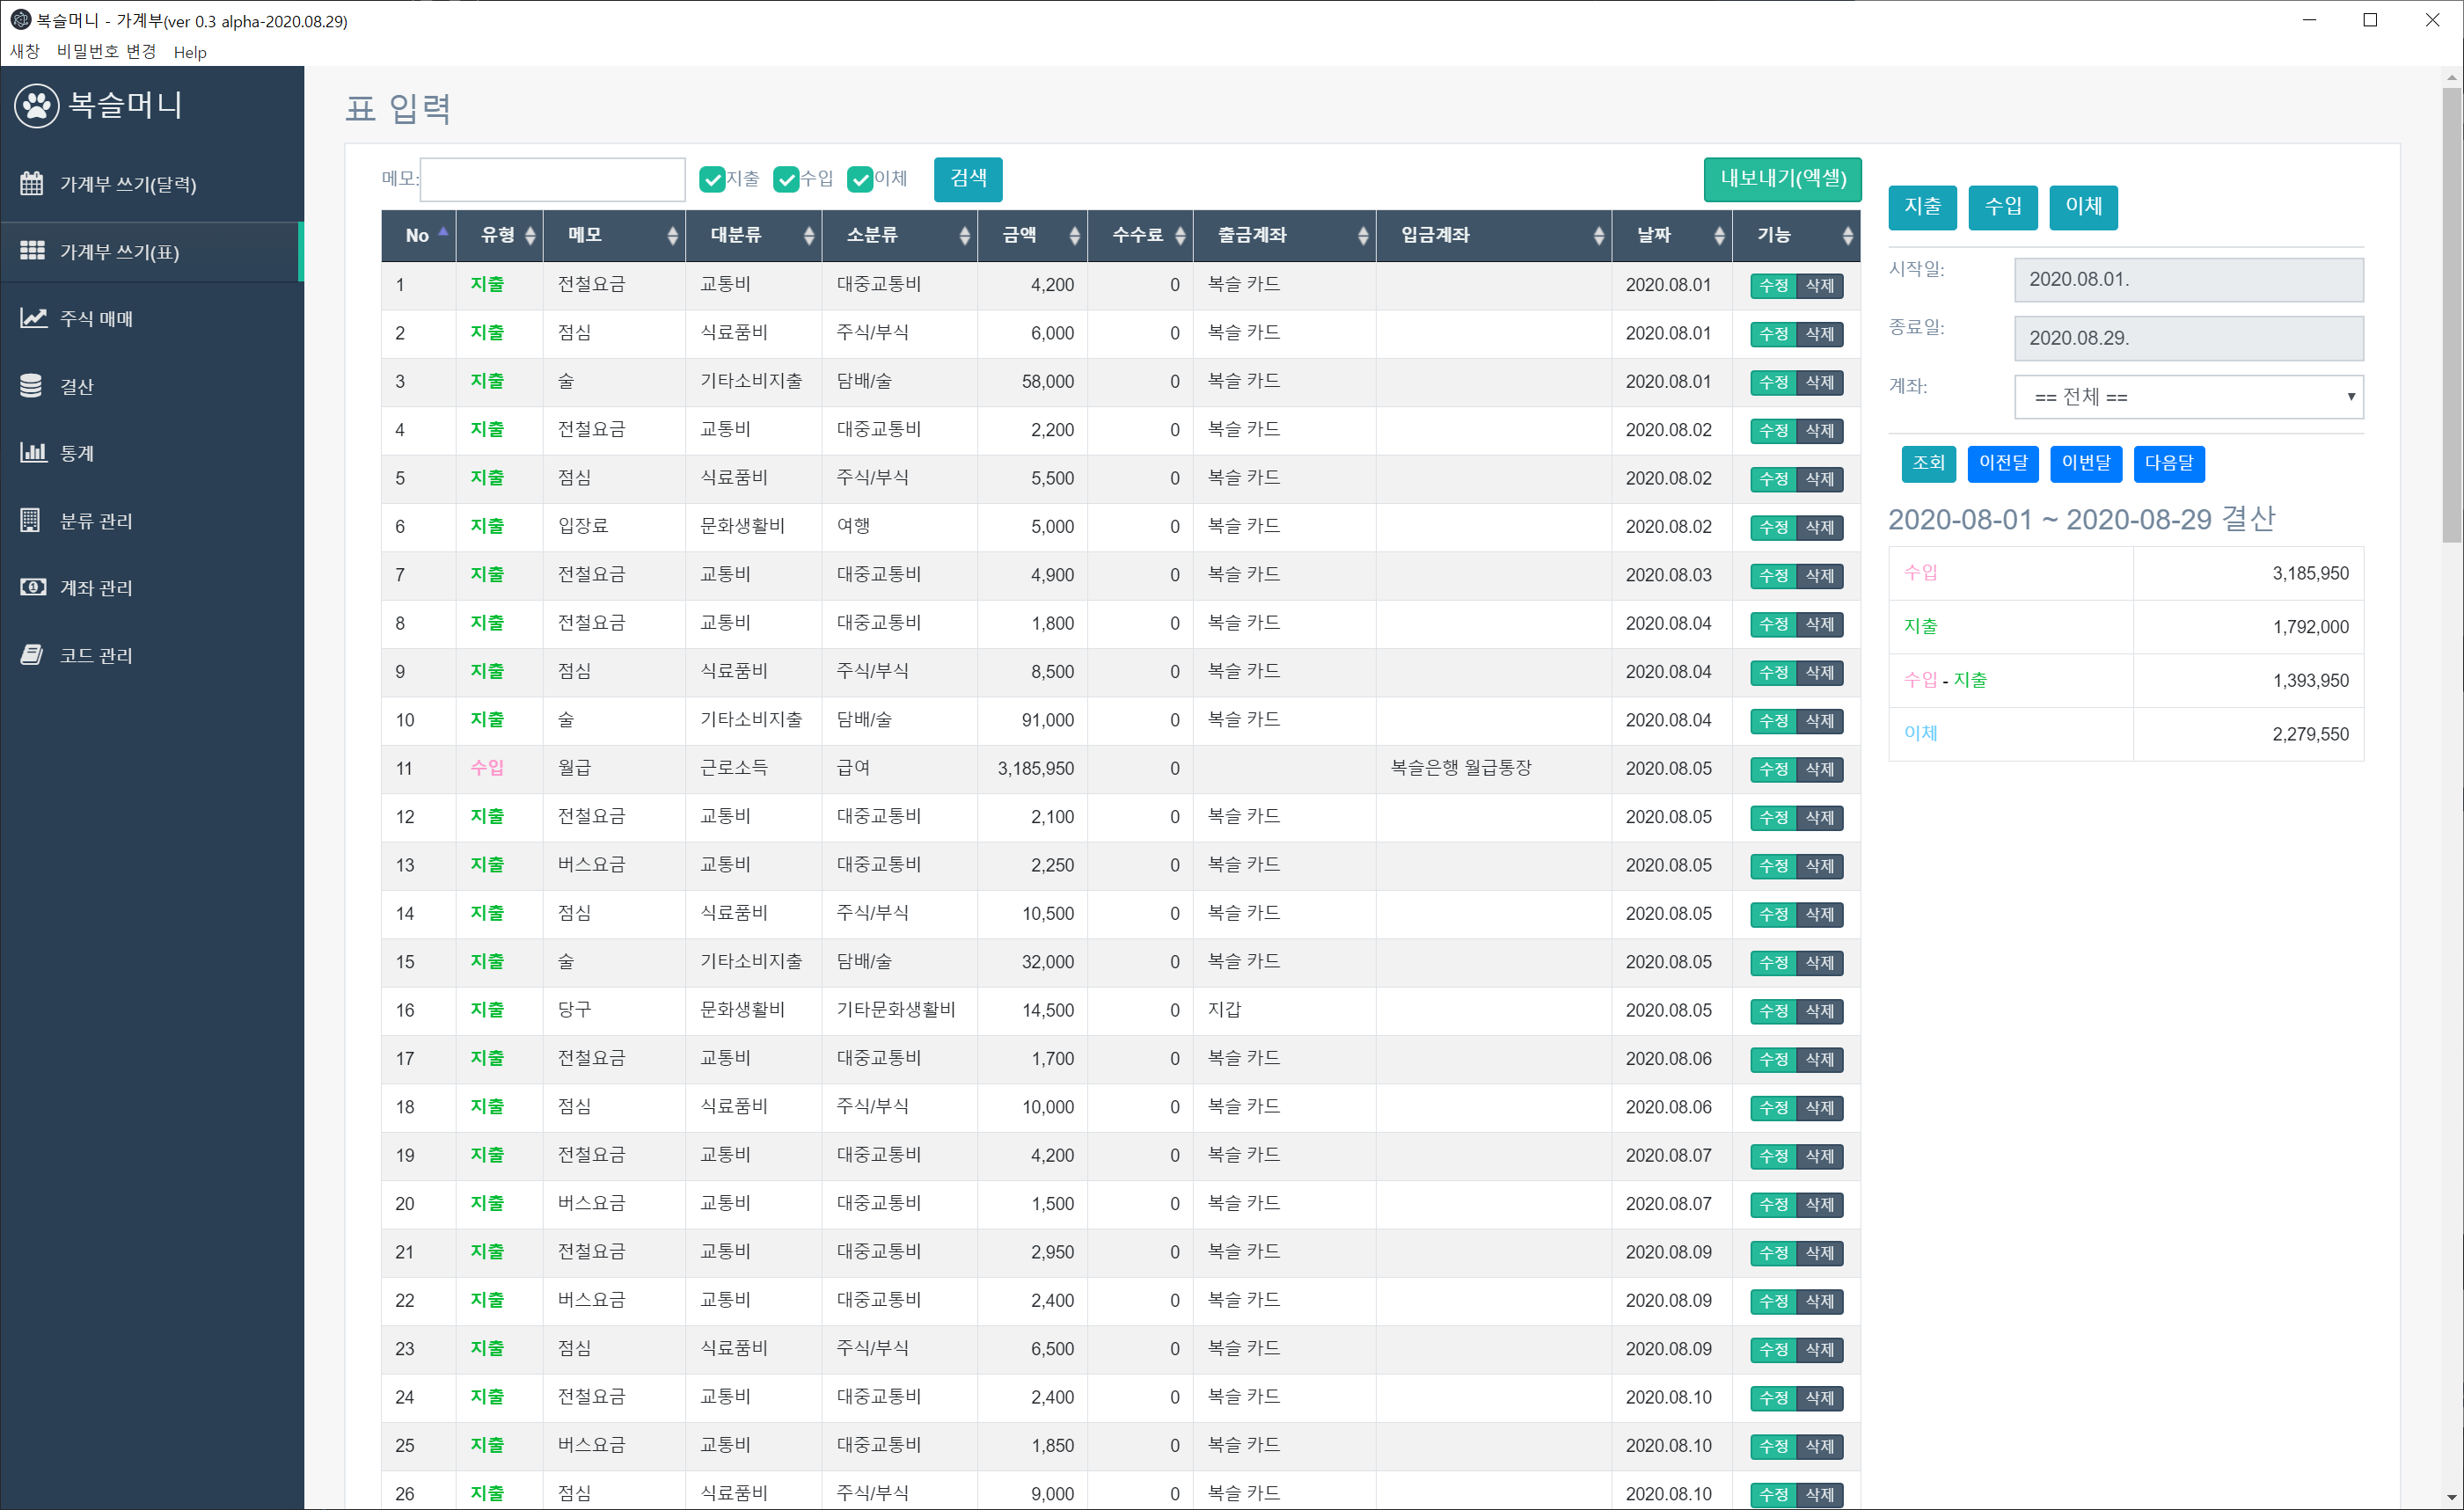 복슬머니 - 가계부(ver 0.3 alpha-2020.08.29)
새창 비밀번호 변경 Help
복슬머니
가계부 쓰기(달력)
가계부 쓰기(표)
주식 매매
결산
통계
분류 관리
계좌 관리
코드 관리
표 입력
메모: 지출 수입 이체 검색 내보내기(엑셀)
No 유형 메모 대분류 소분류 금액 수수료 출금계좌 입금계좌 날짜 기능
1 지출 전철요금 교통비 대중교통비 4,200 0 복슬 카드 2020.08.01 수정 삭제
2 지출 점심 식료품비 주식/부식 6,000 0 복슬 카드 2020.08.01 수정 삭제
3 지출 술 기타소비지출 담배/술 58,000 0 복슬 카드 2020.08.01 수정 삭제
4 지출 전철요금 교통비 대중교통비 2,200 0 복슬 카드 2020.08.02 수정 삭제
5 지출 점심 식료품비 주식/부식 5,500 0 복슬 카드 2020.08.02 수정 삭제
6 지출 입장료 문화생활비 여행 5,000 0 복슬 카드 2020.08.02 수정 삭제
7 지출 전철요금 교통비 대중교통비 4,900 0 복슬 카드 2020.08.03 수정 삭제
8 지출 전철요금 교통비 대중교통비 1,800 0 복슬 카드 2020.08.04 수정 삭제
9 지출 점심 식료품비 주식/부식 8,500 0 복슬 카드 2020.08.04 수정 삭제
10 지출 술 기타소비지출 담배/술 91,000 0 복슬 카드 2020.08.04 수정 삭제
11 수입 월급 근로소득 급여 3,185,950 0 복슬은행 월급통장 2020.08.05 수정 삭제
12 지출 전철요금 교통비 대중교통비 2,100 0 복슬 카드 2020.08.05 수정 삭제
13 지출 버스요금 교통비 대중교통비 2,250 0 복슬 카드 2020.08.05 수정 삭제
14 지출 점심 식료품비 주식/부식 10,500 0 복슬 카드 2020.08.05 수정 삭제
15 지출 술 기타소비지출 담배/술 32,000 0 복슬 카드 2020.08.05 수정 삭제
16 지출 당구 문화생활비 기타문화생활비 14,500 0 지갑 2020.08.05 수정 삭제
17 지출 전철요금 교통비 대중교통비 1,700 0 복슬 카드 2020.08.06 수정 삭제
18 지출 점심 식료품비 주식/부식 10,000 0 복슬 카드 2020.08.06 수정 삭제
19 지출 전철요금 교통비 대중교통비 4,200 0 복슬 카드 2020.08.07 수정 삭제
20 지출 버스요금 교통비 대중교통비 1,500 0 복슬 카드 2020.08.07 수정 삭제
21 지출 전철요금 교통비 대중교통비 2,950 0 복슬 카드 2020.08.09 수정 삭제
22 지출 버스요금 교통비 대중교통비 2,400 0 복슬 카드 2020.08.09 수정 삭제
23 지출 점심 식료품비 주식/부식 6,500 0 복슬 카드 2020.08.09 수정 삭제
24 지출 전철요금 교통비 대중교통비 2,400 0 복슬 카드 2020.08.10 수정 삭제
25 지출 버스요금 교통비 대중교통비 1,850 0 복슬 카드 2020.08.10 수정 삭제
26 지출 점심 식료품비 주식/부식 9,000 0 복슬 카드 2020.08.10 수정 삭제
지출 수입 이체
시작일: 2020.08.01.
종료일: 2020.08.29.
계좌: == 전체 ==
조회 이전달 이번달 다음달
2020-08-01 ~ 2020-08-29 결산
수입 3,185,950
지출 1,792,000
수입 - 지출 1,393,950
이체 2,279,550